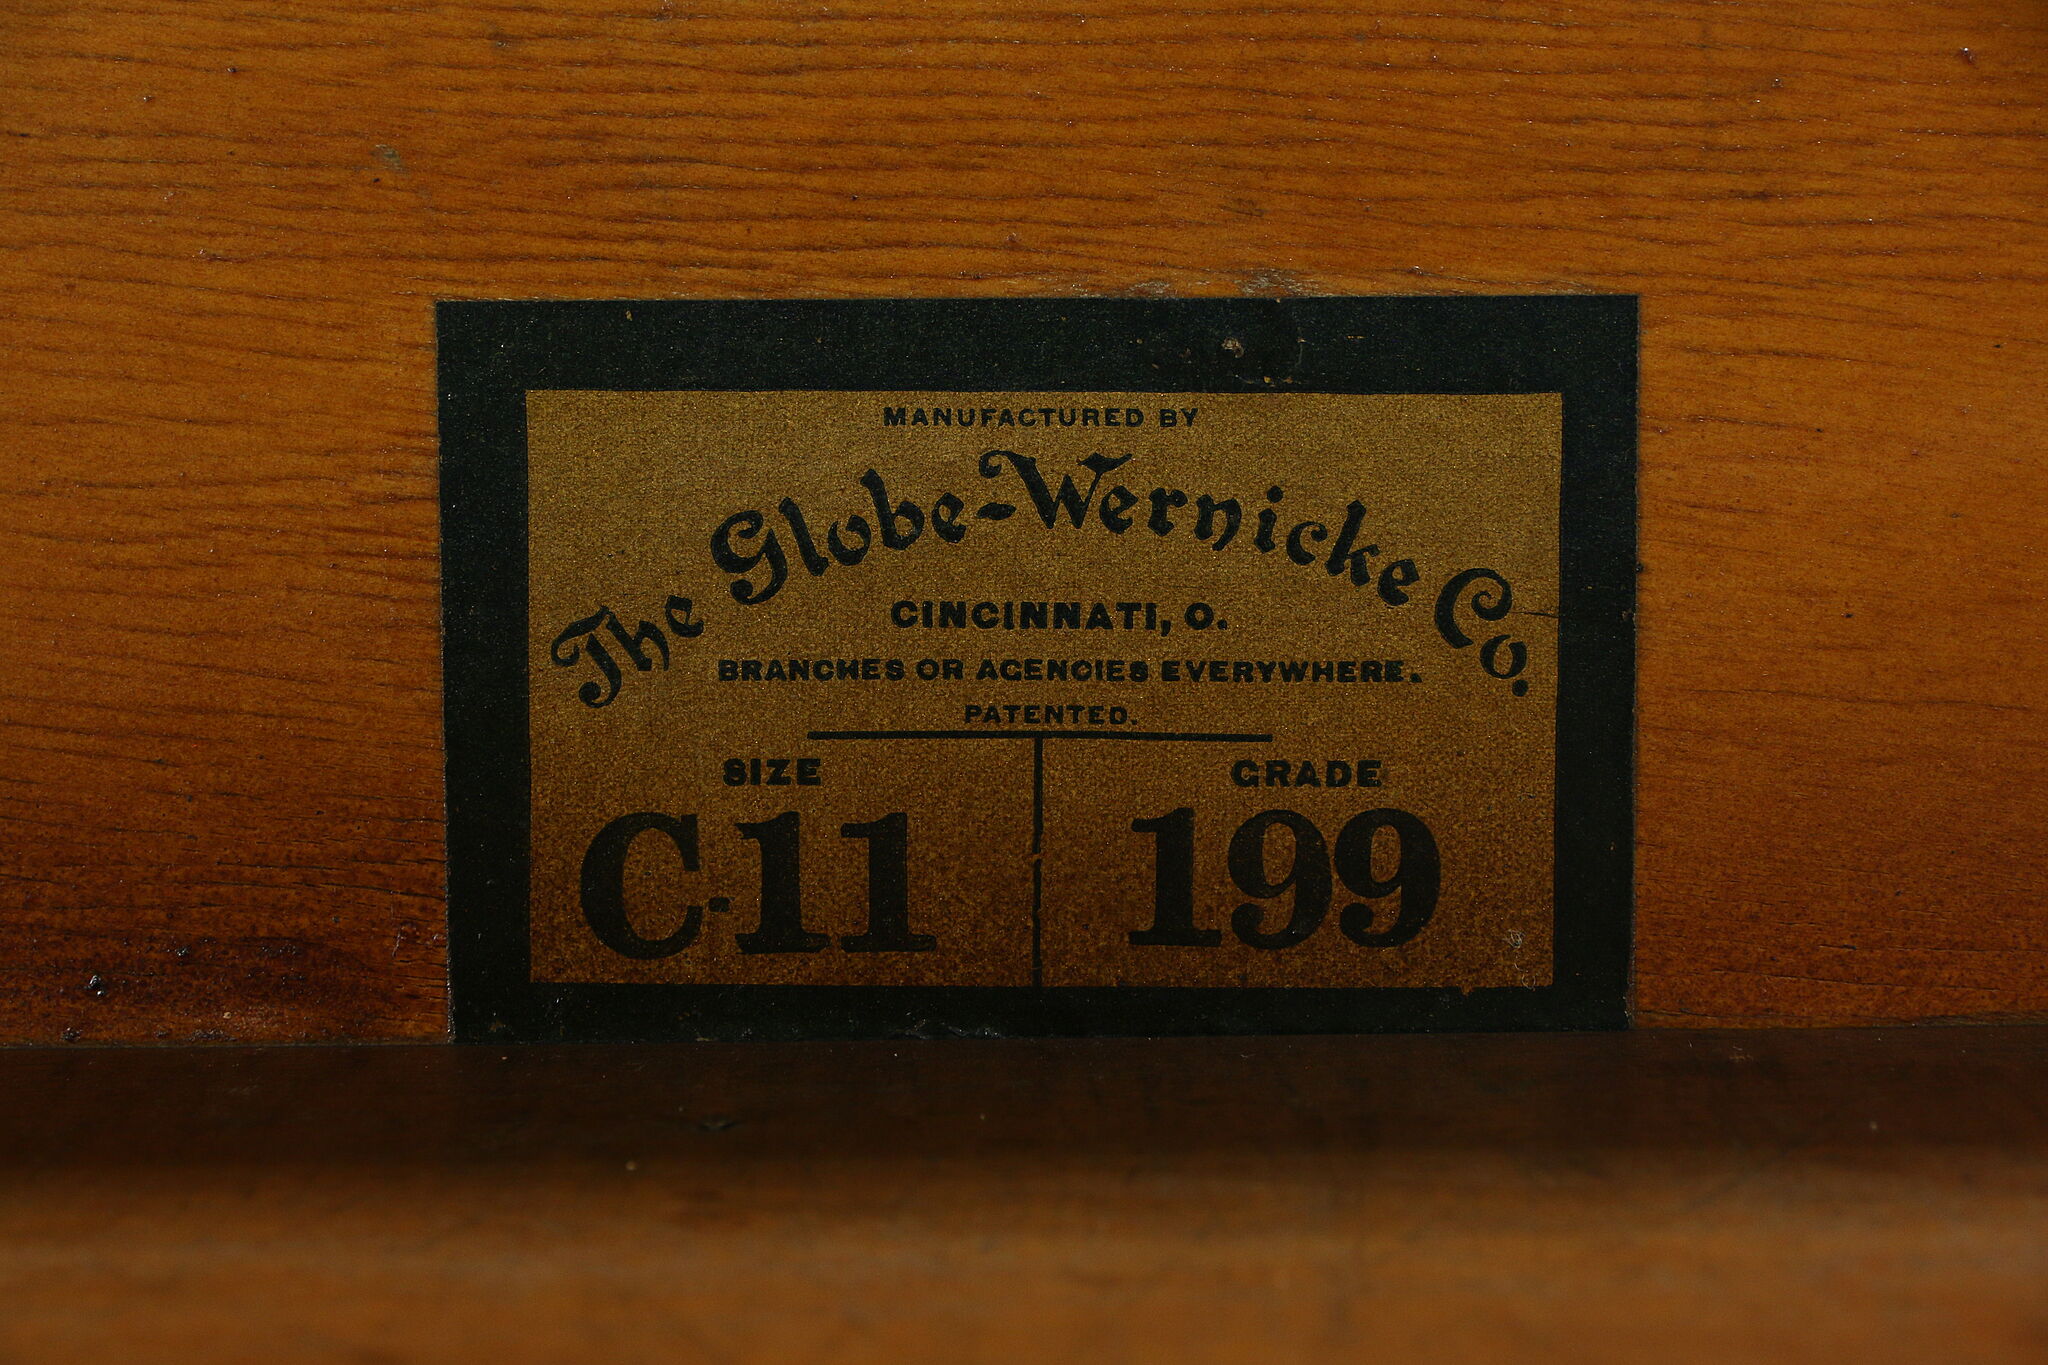 MANUFACTURED BY
The Globe-Wernicke Co.
CINCINNATI, O.
BRANCHES OR AGENCIES EVERYWHERE.
PATENTED.
SIZE GRADE
C-11 199